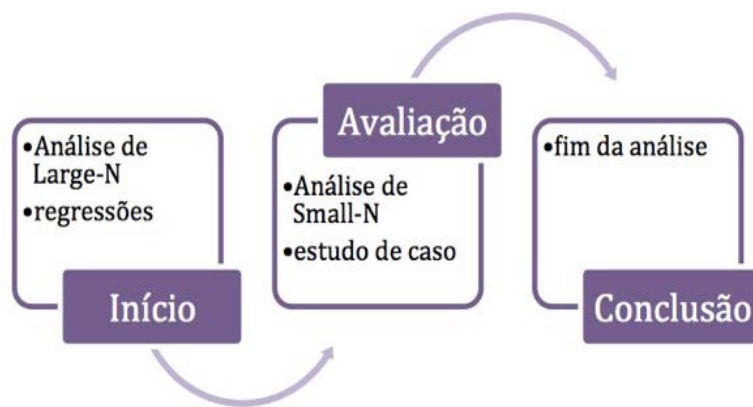 •Análise de
Large-N
•regressões
Início
Avaliação
•Análise de
Small-N
•estudo de caso
•fim da análise
Conclusão